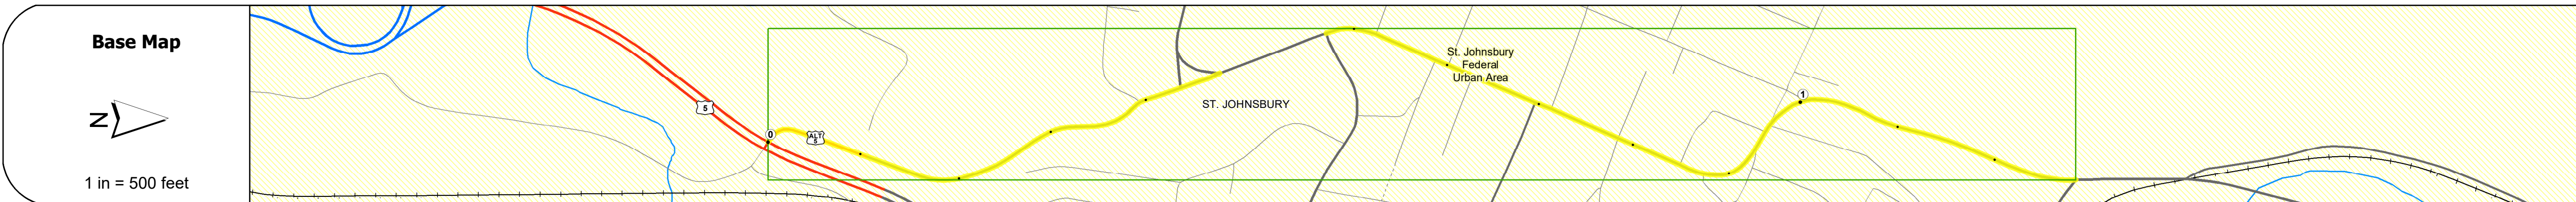 Base Map
N
1 in = 500 feet
5
0
ALT
5
ST. JOHNSBURY
St. Johnsbury
Federal
Urban Area
1